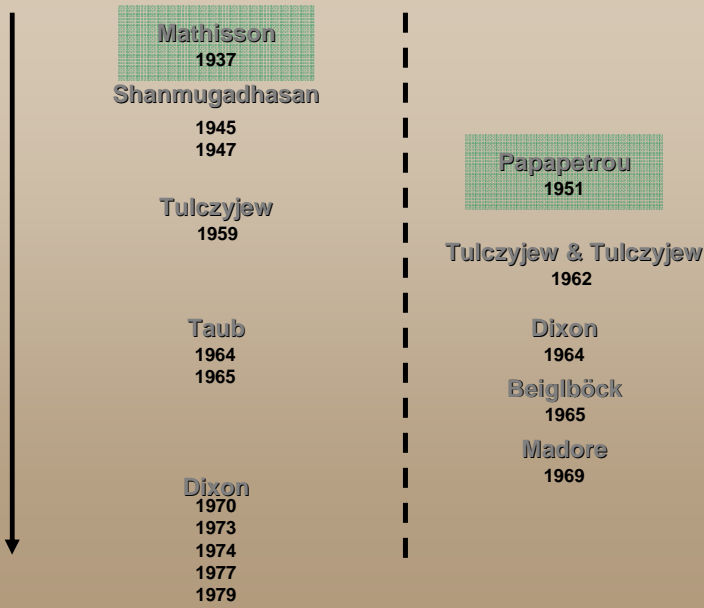 Mathisson
1937
Shanmugadhasan
1945
1947
Tulczyjew
1959
Taub
1964
1965
Dixon
1970
1973
1974
1977
1979
Papapetrou
1951
Tulczyjew & Tulczyjew
1962
Dixon
1964
Beiglböck
1965
Madore
1969